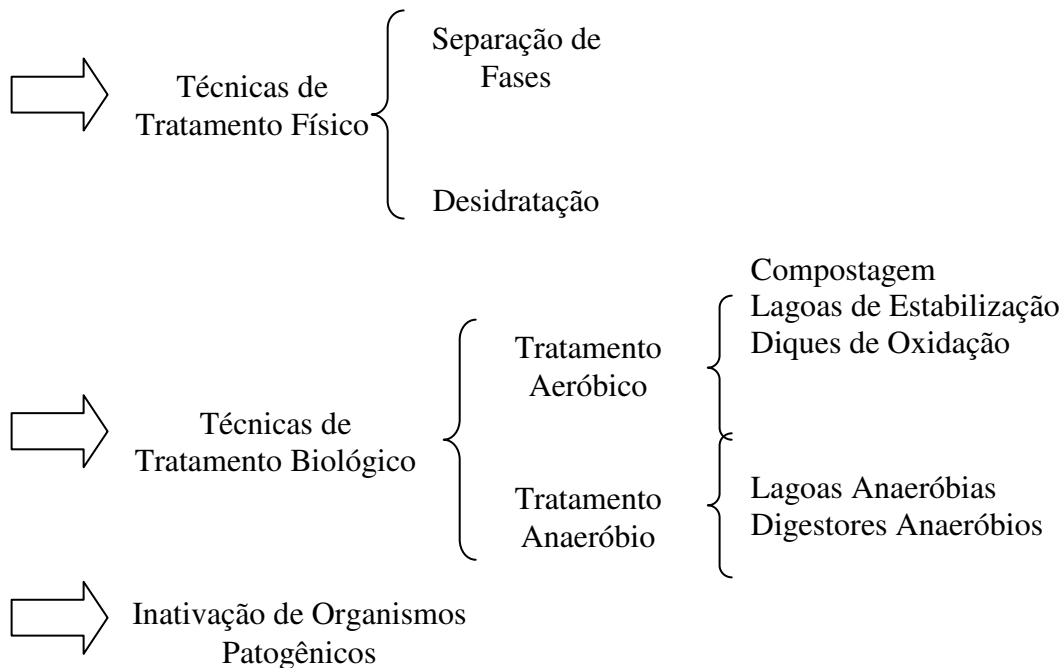 Separação de
Fases
Técnicas de
Tratamento Físico
Desidratação
Compostagem
Lagoas de Estabilização
Diques de Oxidação
Tratamento
Aeróbico
Técnicas de
Tratamento Biológico
Tratamento
Anaeróbio
Lagoas Anaeróbias
Digestores Anaeróbios
Inativação de Organismos
Patogênicos